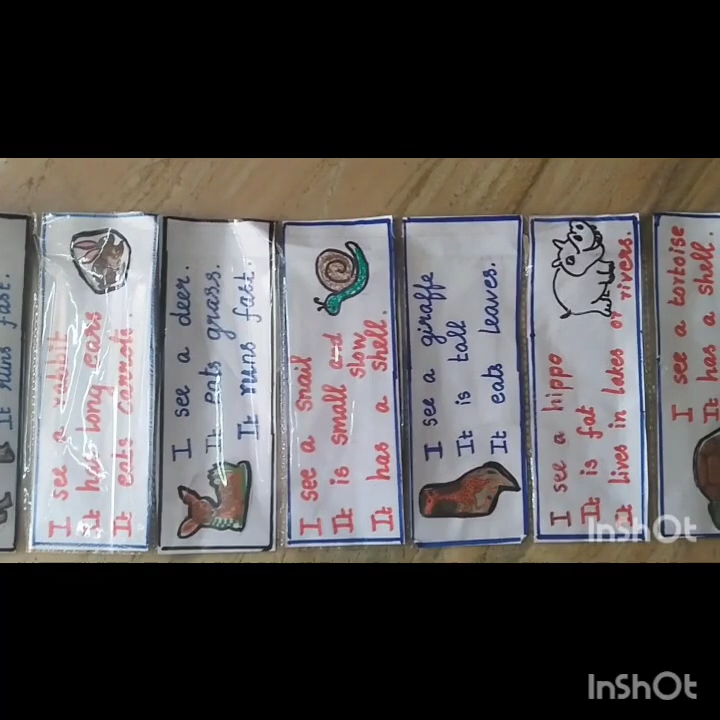 It runs fast.
I see a rabbit
It has long ears
It eats carrots.
I see a deer.
It eats grass.
It runs fast.
I see a snail
It is small and slow
It has a shell.
I see a giraffe
It is tall
It eats leaves.
I see a hippo
It is fat
It lives in lakes or rivers.
I see a tortoise
It has a shell.
InShOt
InShOt